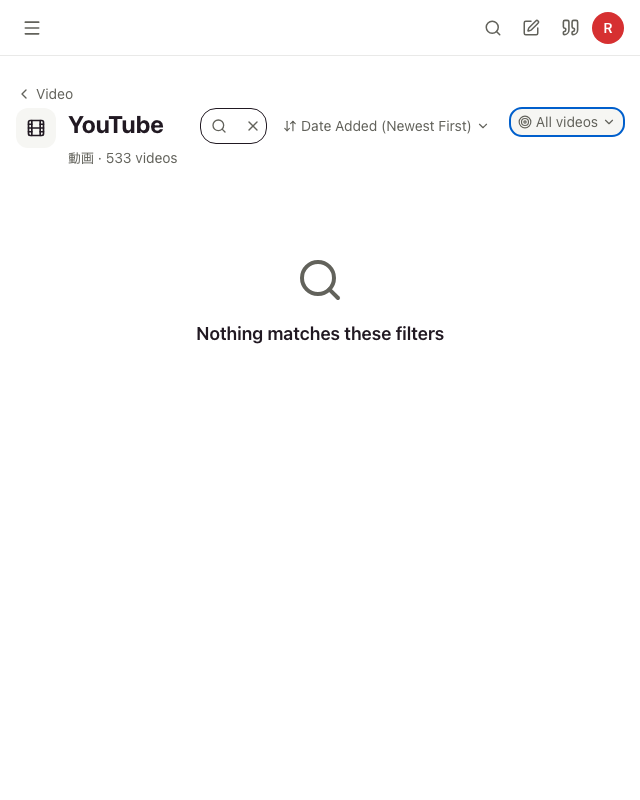 R
Video
YouTube
Date Added (Newest First)
All videos
動画 · 533 videos
Nothing matches these filters